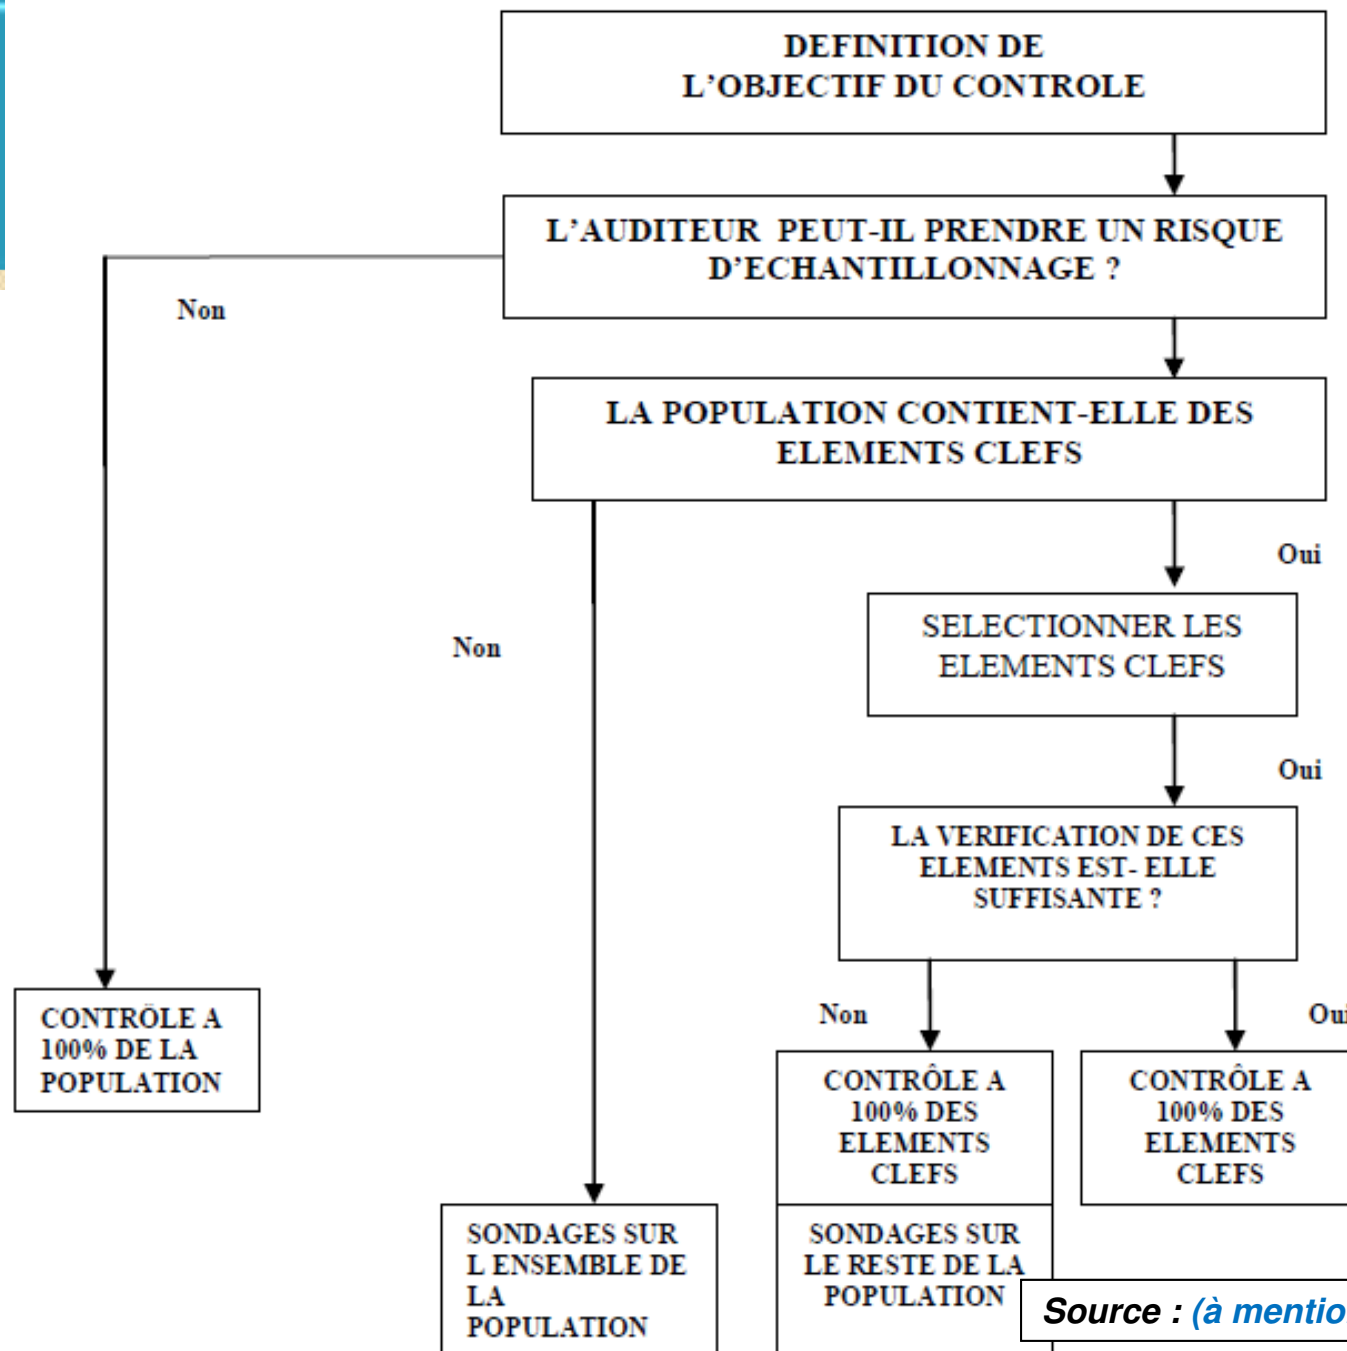 DEFINITION DE
L'OBJECTIF DU CONTROLE
L'AUDITEUR PEUT-IL PRENDRE UN RISQUE
D'ECHANTILLONNAGE ?
Non
LA POPULATION CONTIENT-ELLE DES
ELEMENTS CLEFS
Oui
Non
SELECTIONNER LES
ELEMENTS CLEFS
Oui
LA VERIFICATION DE CES
ELEMENTS EST- ELLE
SUFFISANTE ?
Non
Oui
CONTRÔLE A
100% DE LA
POPULATION
CONTRÔLE A
100% DES
ELEMENTS
CLEFS
CONTRÔLE A
100% DES
ELEMENTS
CLEFS
SONDAGES SUR
L ENSEMBLE DE
LA
POPULATION
SONDAGES SUR
LE RESTE DE LA
POPULATION
Source : (à mentio